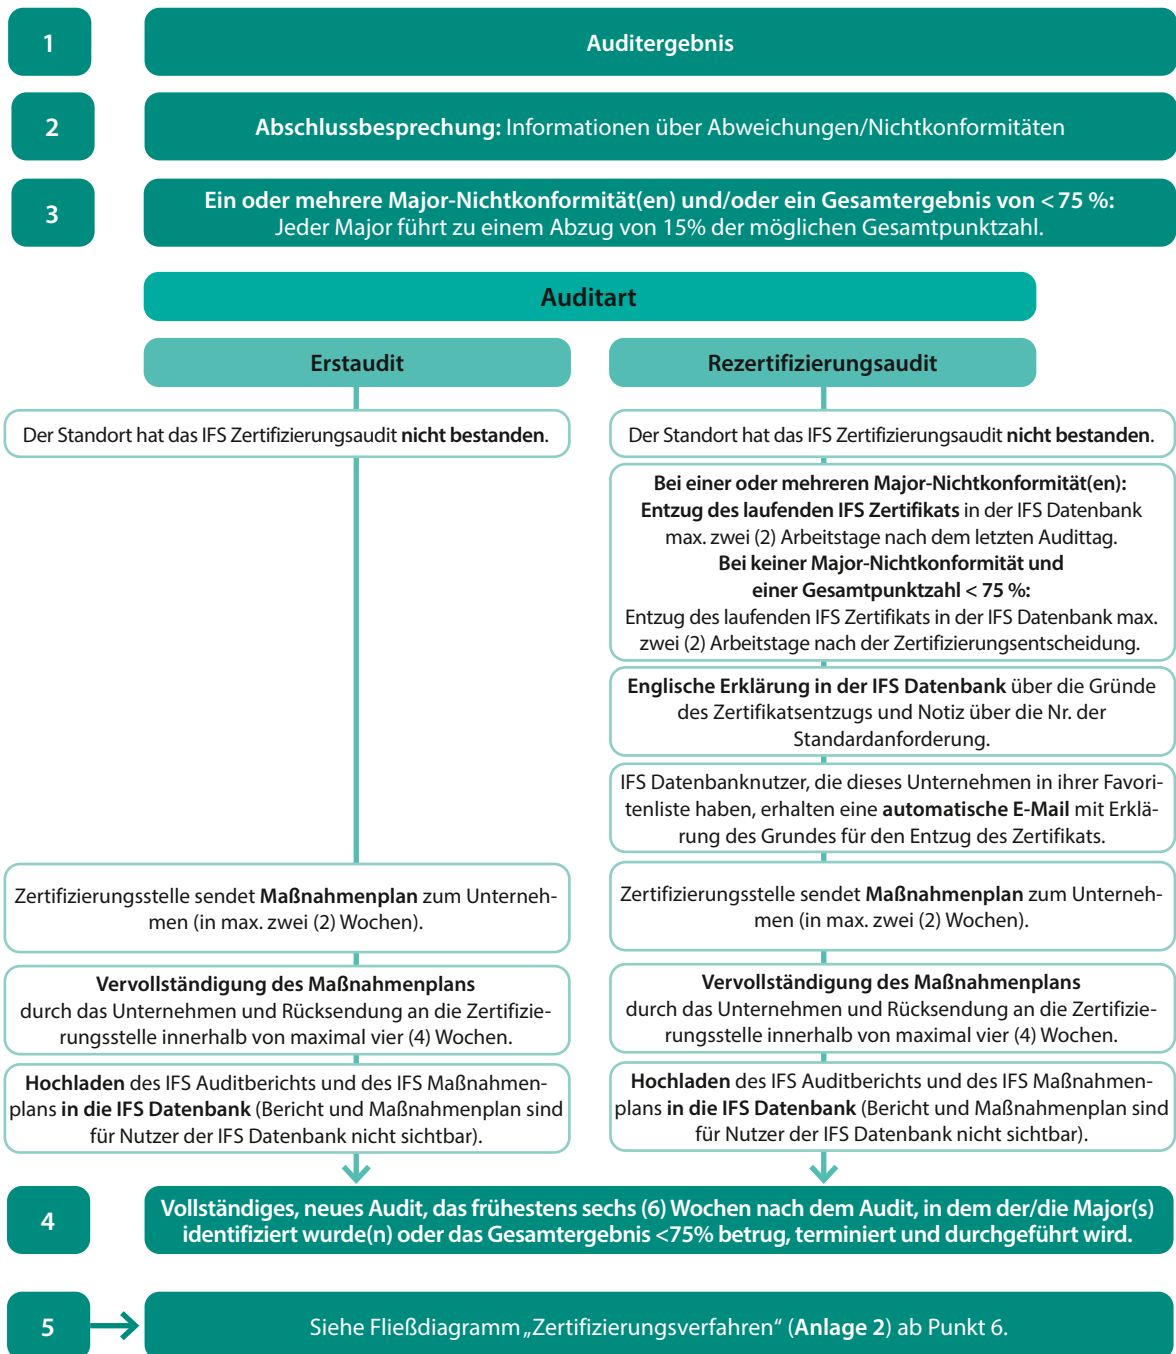 1
Auditergebnis
2
Abschlussbesprechung: Informationen über Abweichungen/Nichtkonformitäten
3
Ein oder mehrere Major-Nichtkonformität(en) und/oder ein Gesamtergebnis von < 75 %:
Jeder Major führt zu einem Abzug von 15% der möglichen Gesamtpunktzahl.
Auditart
Erstaudit
Der Standort hat das IFS Zertifizierungsaudit nicht bestanden.
Zertifizierungsstelle sendet Maßnahmenplan zum Unterneh-
men (in max. zwei (2) Wochen).
Vervollständigung des Maßnahmenplans
durch das Unternehmen und Rücksendung an die Zertifizie-
rungsstelle innerhalb von maximal vier (4) Wochen.
Hochladen des IFS Auditberichts und des IFS Maßnahmen-
plans in die IFS Datenbank (Bericht und Maßnahmenplan sind
für Nutzer der IFS Datenbank nicht sichtbar).
Rezertifizierungsaudit
Der Standort hat das IFS Zertifizierungsaudit nicht bestanden.
Bei einer oder mehreren Major-Nichtkonformität(en):
Entzug des laufenden IFS Zertifikats in der IFS Datenbank
max. zwei (2) Arbeitstage nach dem letzten Audittag.
Bei keiner Major-Nichtkonformität und
einer Gesamtpunktzahl < 75 %:
Entzug des laufenden IFS Zertifikats in der IFS Datenbank max.
zwei (2) Arbeitstage nach der Zertifizierungsentscheidung.
Englische Erklärung in der IFS Datenbank über die Gründe
des Zertifikatsentzugs und Notiz über die Nr. der
Standardanforderung.
IFS Datenbanknutzer, die dieses Unternehmen in ihrer Favori-
tenliste haben, erhalten eine automatische E-Mail mit Erklä-
rung des Grundes für den Entzug des Zertifikats.
Zertifizierungsstelle sendet Maßnahmenplan zum Unterneh-
men (in max. zwei (2) Wochen).
Vervollständigung des Maßnahmenplans
durch das Unternehmen und Rücksendung an die Zertifizie-
rungsstelle innerhalb von maximal vier (4) Wochen.
Hochladen des IFS Auditberichts und des IFS Maßnahmen-
plans in die IFS Datenbank (Bericht und Maßnahmenplan sind
für Nutzer der IFS Datenbank nicht sichtbar).
4
Vollständiges, neues Audit, das frühestens sechs (6) Wochen nach dem Audit, in dem der/die Major(s)
identifiziert wurde(n) oder das Gesamtergebnis <75% betrug, terminiert und durchgeführt wird.
5
Siehe Fließdiagramm „Zertifizierungsverfahren“ (Anlage 2) ab Punkt 6.